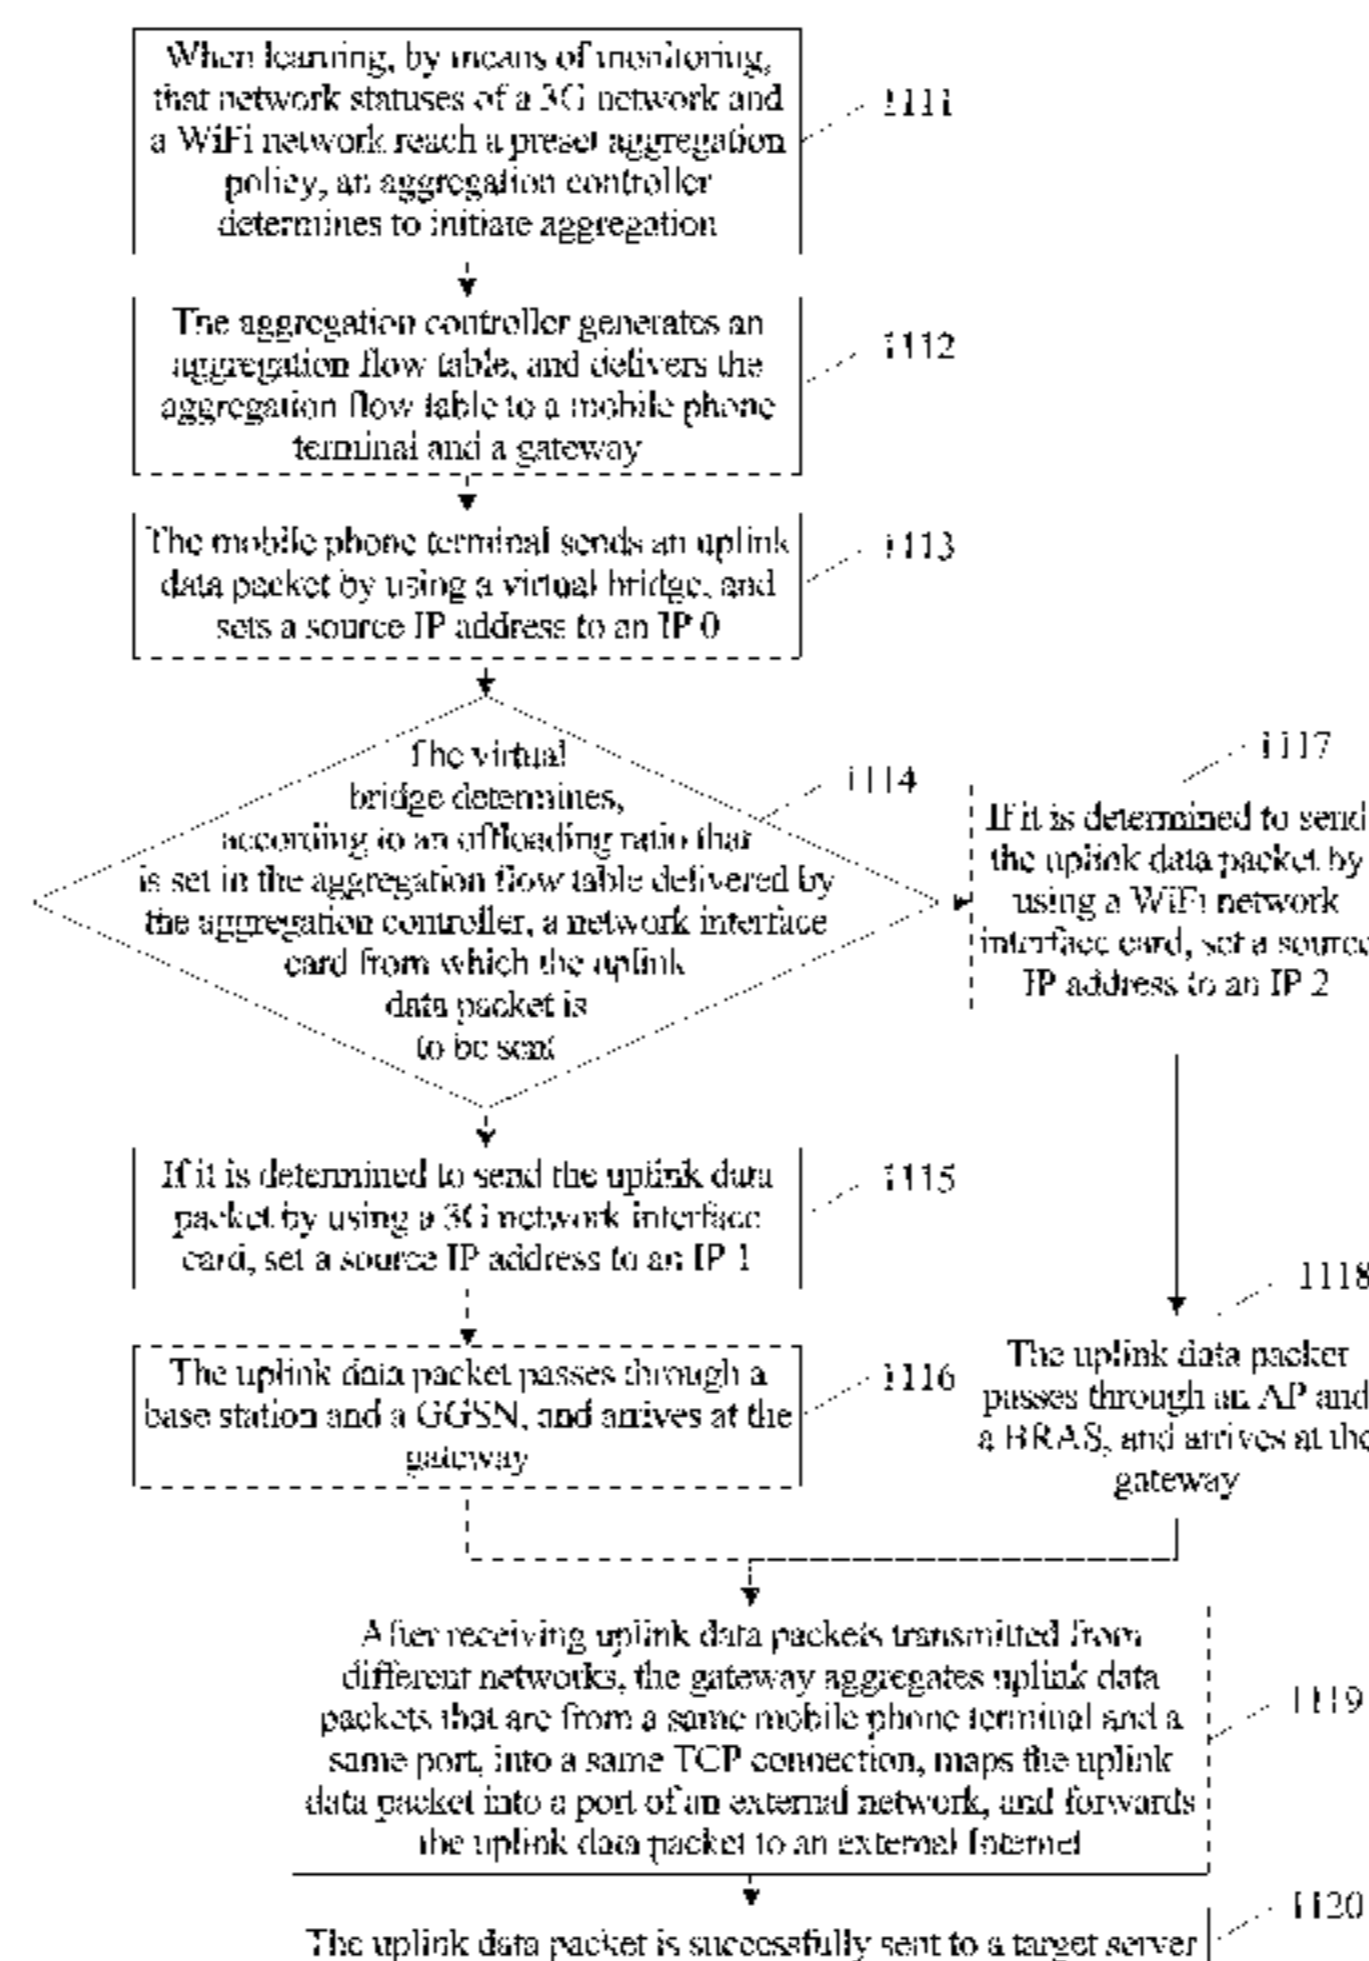 When learning, by means of monitoring,
that network statuses of a 3G network and
a WiFi network reach a preset aggregation
policy, an aggregation controller
determines to initiate aggregation
1111
The aggregation controller generates an
aggregation flow table, and delivers the
aggregation flow table to a mobile phone
terminal and a gateway
1112
The mobile phone terminal sends an uplink
data packet by using a virtual bridge, and
sets a source IP address to an IP 0
1113
The virtual
bridge determines,
according to an offloading ratio that
is set in the aggregation flow table delivered by
the aggregation controller, a network interface
card from which the uplink
data packet is
to be sent
1114
1117
If it is determined to send
the uplink data packet by
using a WiFi network
interface card, set a source
IP address to an IP 2
If it is determined to send the uplink data
packet by using a 3G network interface
card, set a source IP address to an IP 1
1115
The uplink data packet passes through a
base station and a GGSN, and arrives at the
gateway
1116
1118
The uplink data packet
passes through an AP and
a BRAS, and arrives at the
gateway
After receiving uplink data packets transmitted from
different networks, the gateway aggregates uplink data
packets that are from a same mobile phone terminal and a
same port, into a same TCP connection, maps the uplink
data packet into a port of an external network, and forwards
the uplink data packet to an external Internet
1119
The uplink data packet is successfully sent to a target server
1120